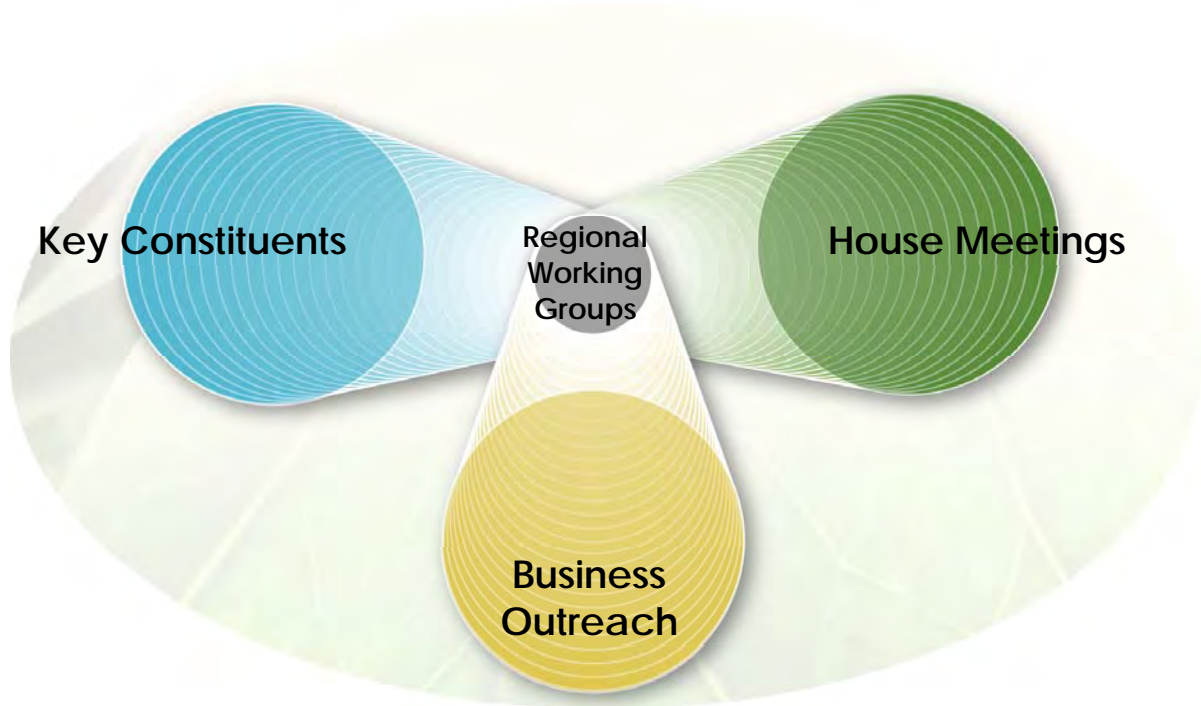 Key Constituents
Regional
Working
Groups
House Meetings
Business
Outreach